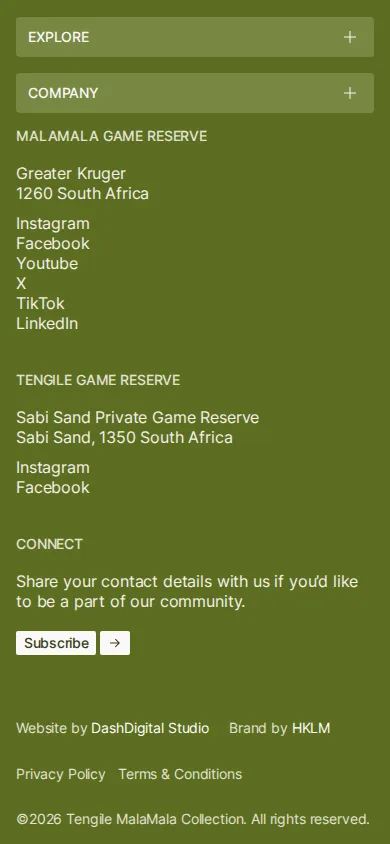 EXPLORE
COMPANY
MALAMALA GAME RESERVE
Greater Kruger
1260 South Africa
Instagram
Facebook
Youtube
X
TikTok
LinkedIn
TENGILE GAME RESERVE
Sabi Sand Private Game Reserve
Sabi Sand, 1350 South Africa
Instagram
Facebook
CONNECT
Share your contact details with us if you'd like
to be a part of our community.
Subscribe →
Website by DashDigital Studio Brand by HKLM
Privacy Policy Terms & Conditions
©2026 Tengile MalaMala Collection. All rights reserved.